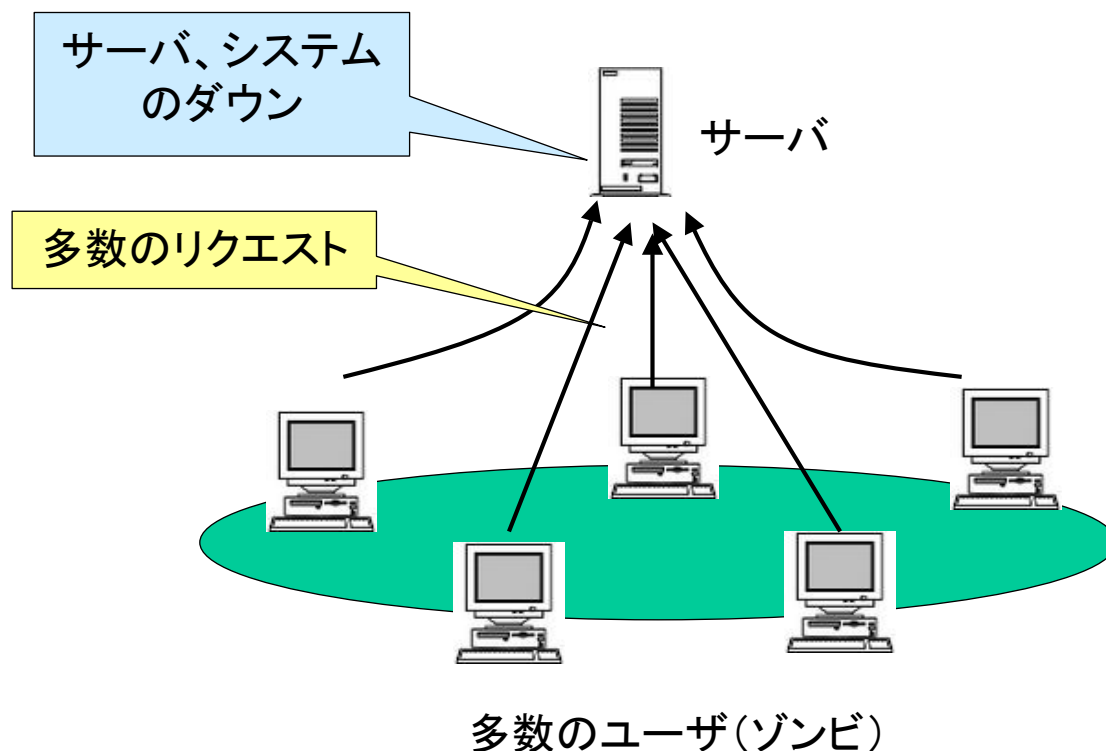 サーバ、システム
のダウン
サーバ
多数のリクエスト
多数のユーザ(ゾンビ)